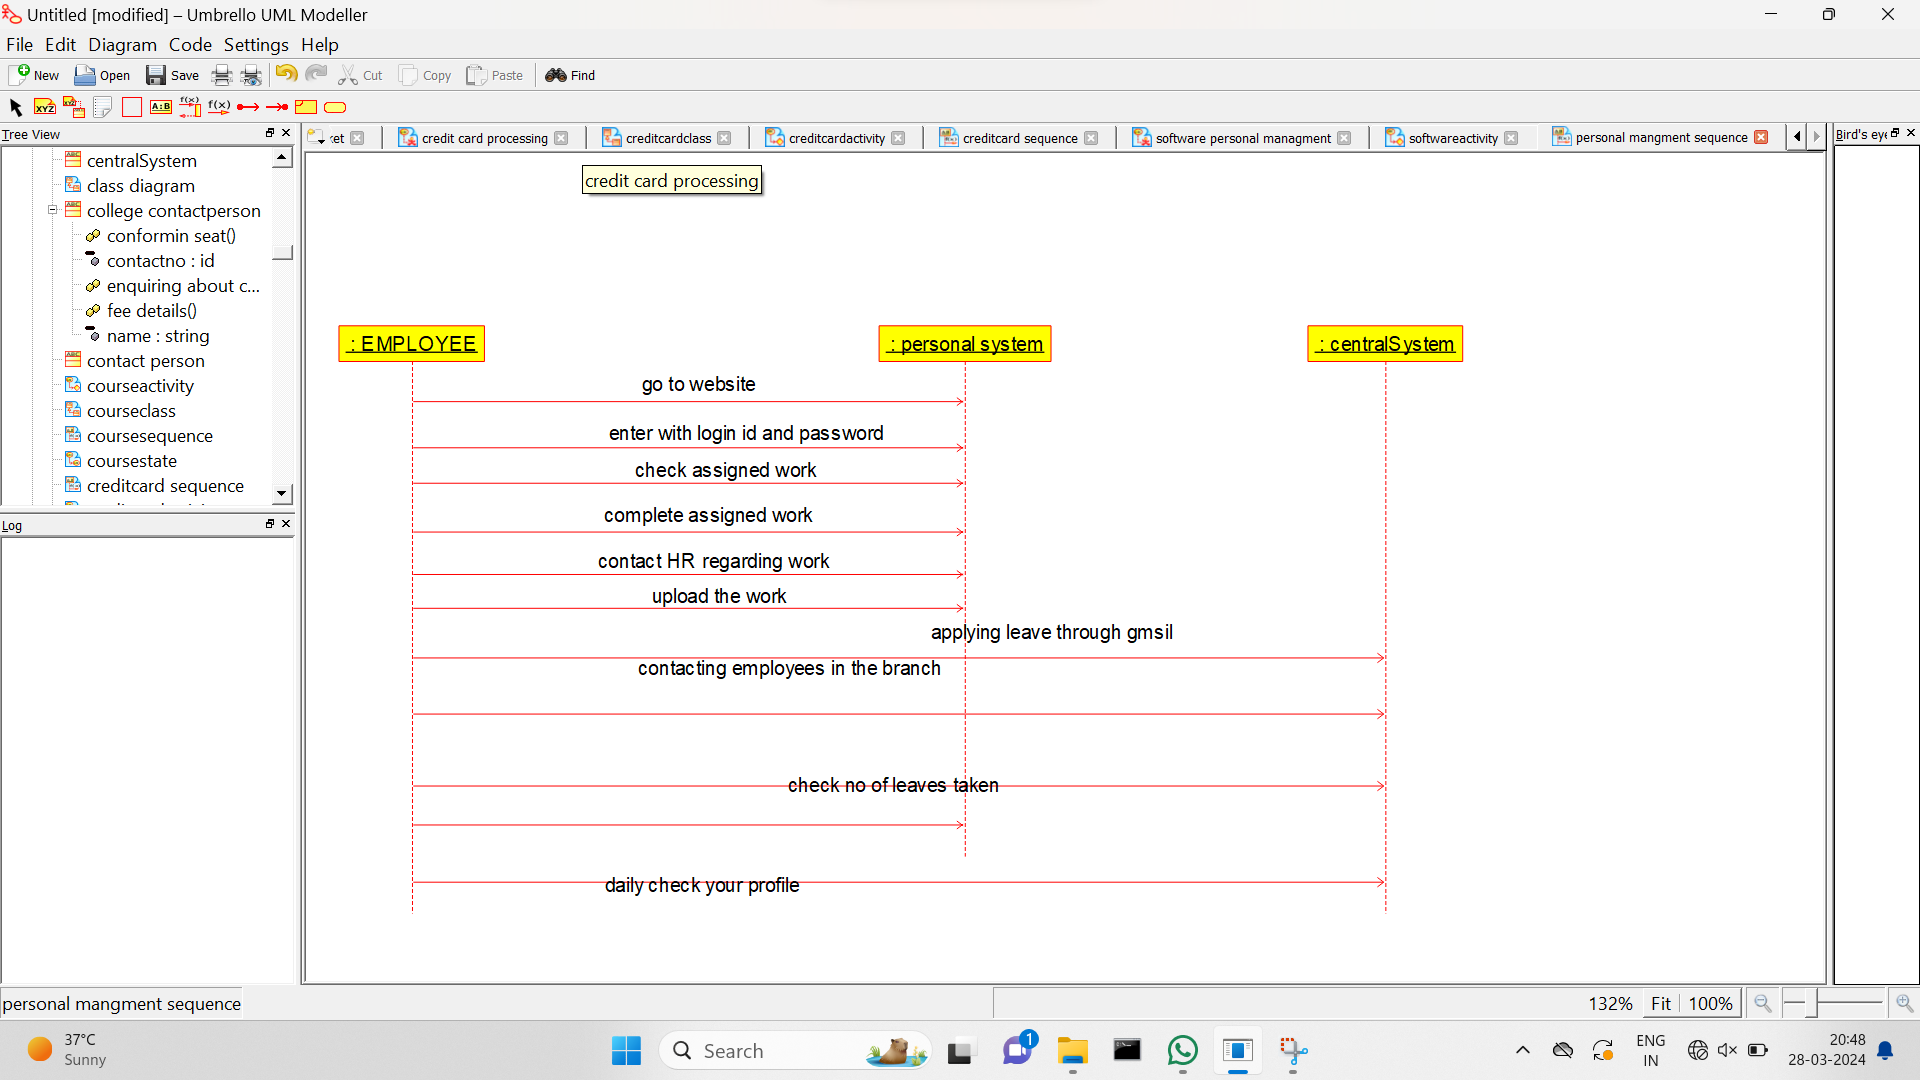 Untitled [modified] – Umbrello UML Modeller
File Edit Diagram Code Settings Help
New Open Save Cut Copy Paste Find
XYZ XYZ A:B f(x) f(x)
Tree View
et credit card processing creditcardclass creditcardactivity creditcard sequence software personal managment softwareactivity personal mangment sequence
Bird's eye
credit card processing
centralSystem
class diagram
college contactperson
conformin seat()
contactno : id
enquiring about c...
fee details()
name : string
contact person
courseactivity
courseclass
coursesequence
coursestate
creditcard sequence
Log
: EMPLOYEE
: personal system
: centralSystem
go to website
enter with login id and password
check assigned work
complete assigned work
contact HR regarding work
upload the work
applying leave through gmsil
contacting employees in the branch
check no of leaves taken
daily check your profile
personal mangment sequence
132% Fit 100%
37°C
Sunny
Search
1
ENG
IN
20:48
28-03-2024